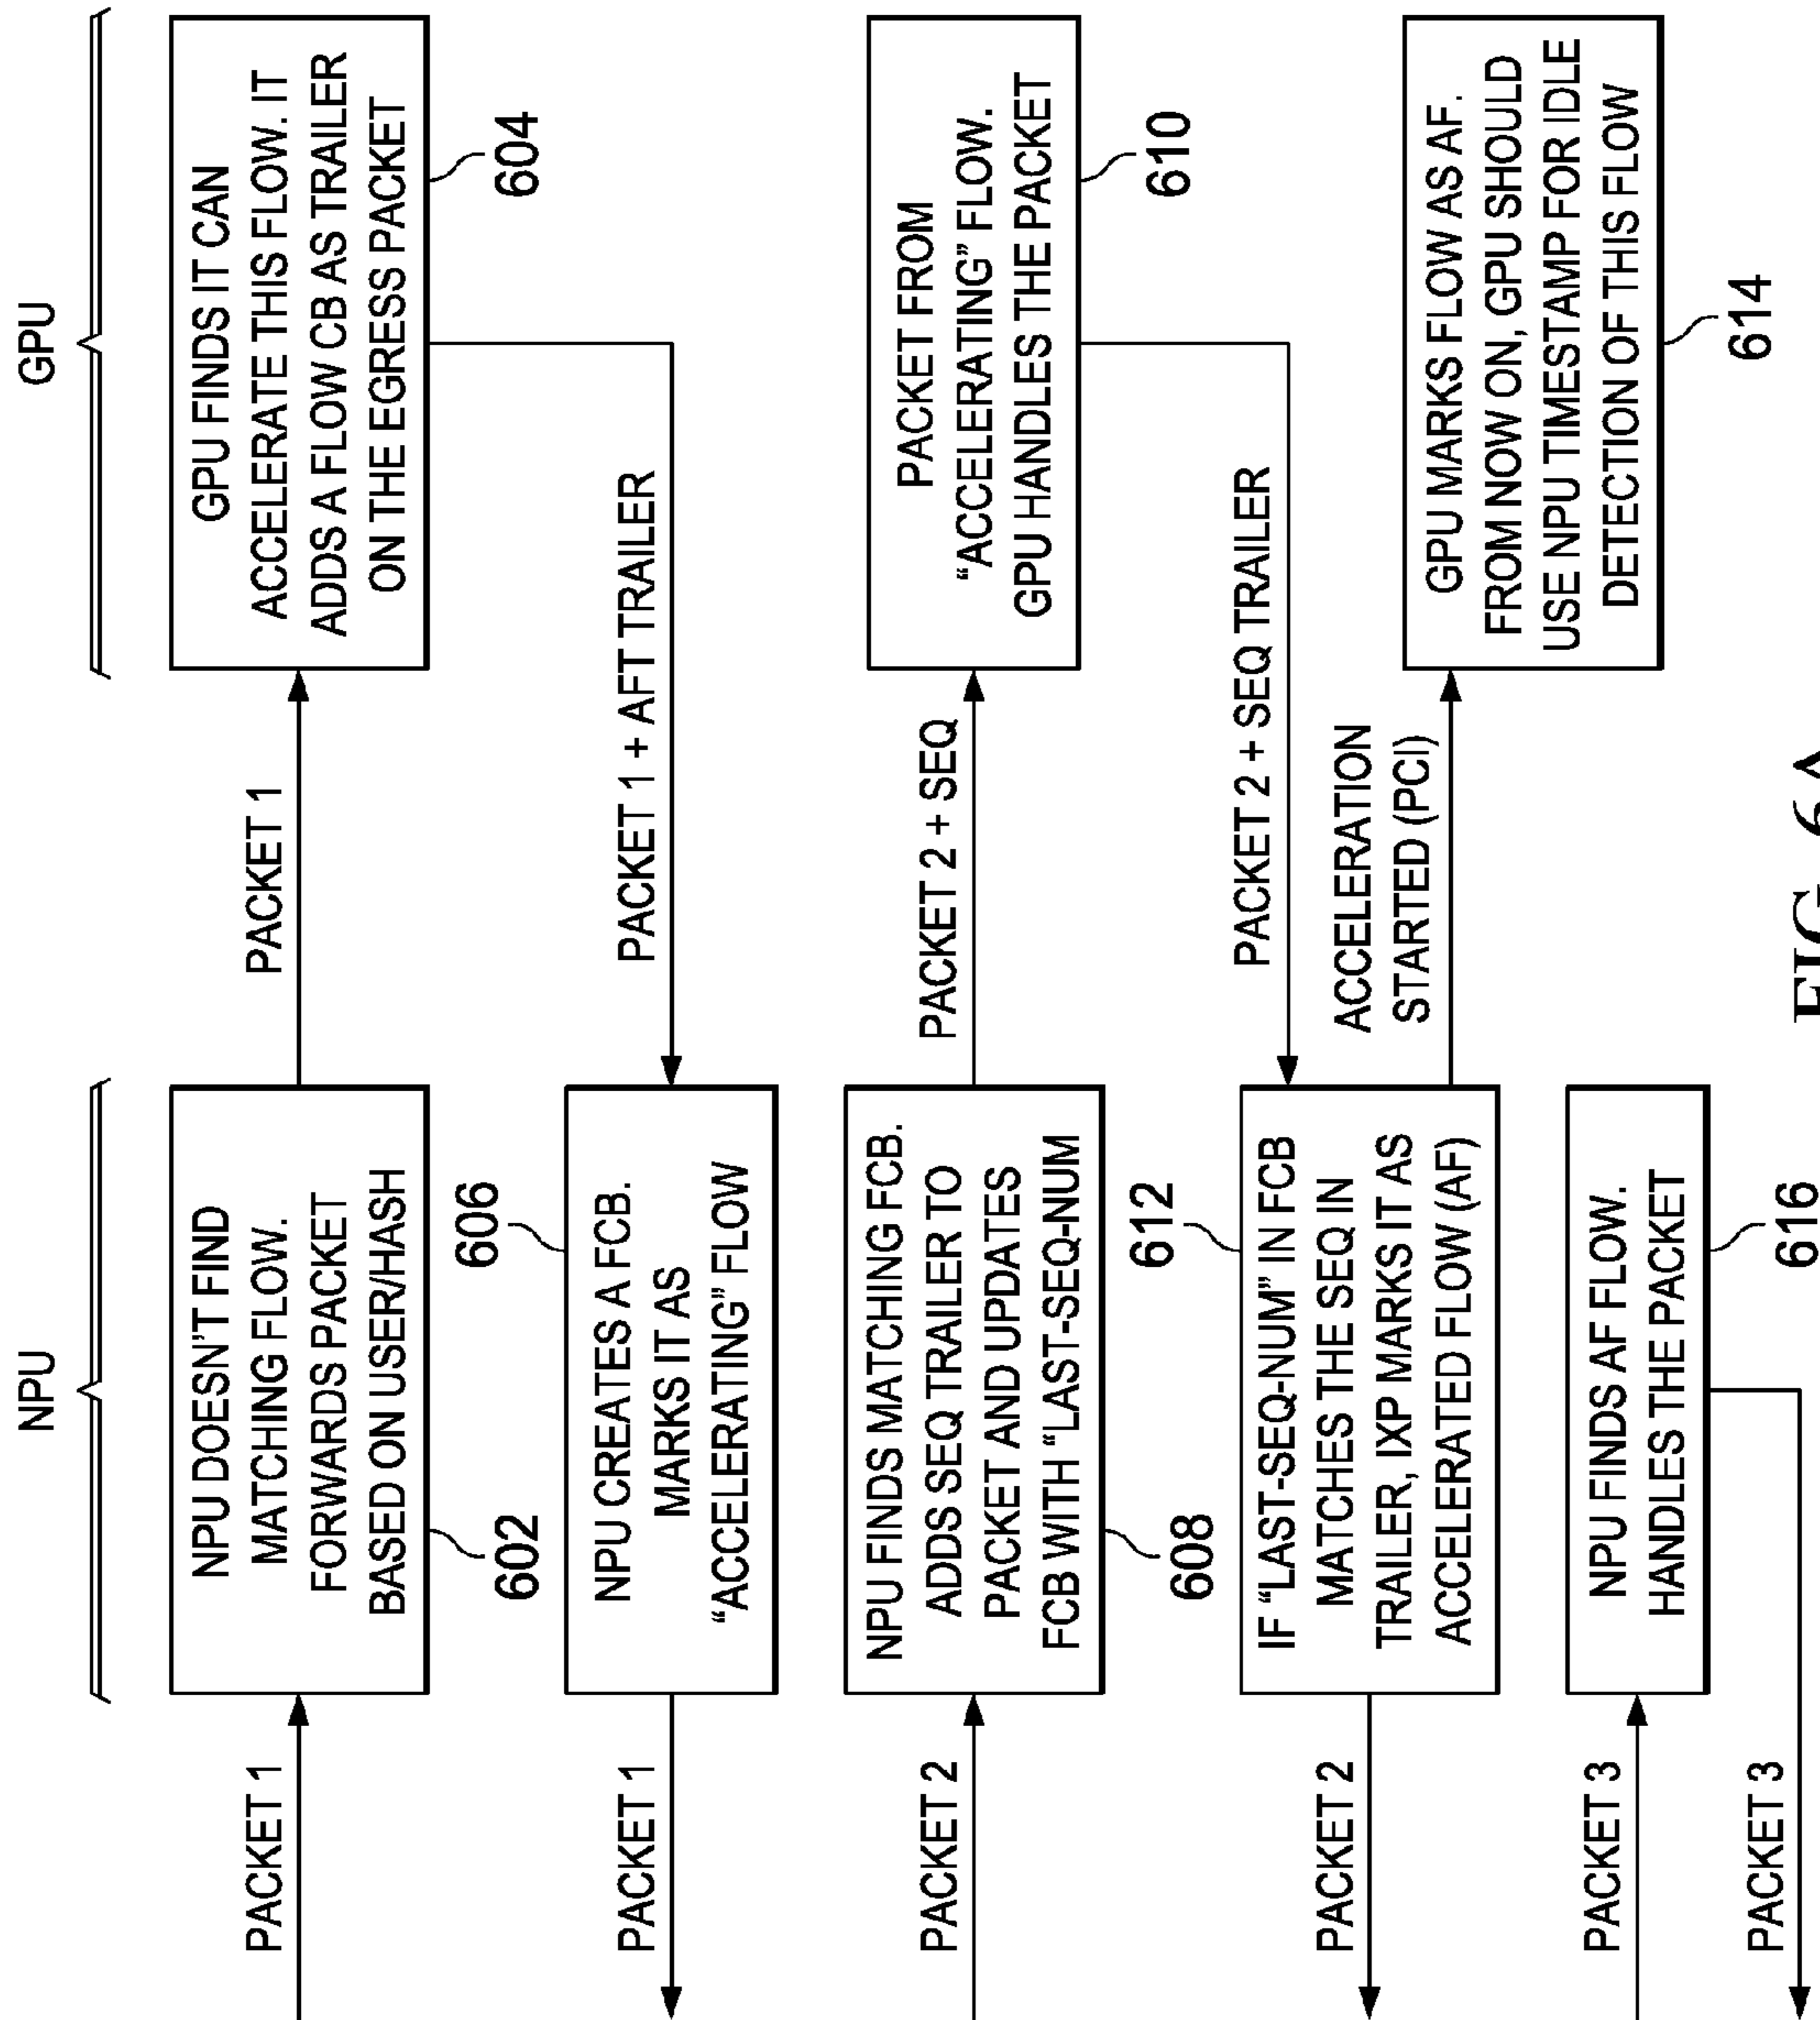 NPU
GPU
PACKET 1
NPU DOESN'T FIND
MATCHING FLOW.
FORWARDS PACKET
BASED ON USER/HASH
602
PACKET 1
GPU FINDS IT CAN
ACCELERATE THIS FLOW. IT
ADDS A FLOW CB AS TRAILER
ON THE EGRESS PACKET
604
PACKET 1 + AFT TRAILER
606
NPU CREATES A FCB.
MARKS IT AS
“ACCELERATING” FLOW
PACKET 1
PACKET 2
NPU FINDS MATCHING FCB.
ADDS SEQ TRAILER TO
PACKET AND UPDATES
FCB WITH “LAST-SEQ-NUM
608
PACKET 2 + SEQ
PACKET FROM
“ACCELERATING” FLOW.
GPU HANDLES THE PACKET
610
PACKET 2 + SEQ TRAILER
612
IF “LAST-SEQ-NUM” IN FCB
MATCHES THE SEQ IN
TRAILER, IXP MARKS IT AS
ACCELERATED FLOW (AF)
PACKET 2
ACCELERATION
STARTED (PCI)
GPU MARKS FLOW AS AF.
FROM NOW ON, GPU SHOULD
USE NPU TIMESTAMP FOR IDLE
DETECTION OF THIS FLOW
614
PACKET 3
NPU FINDS AF FLOW.
HANDLES THE PACKET
616
PACKET 3
FIG. 6A